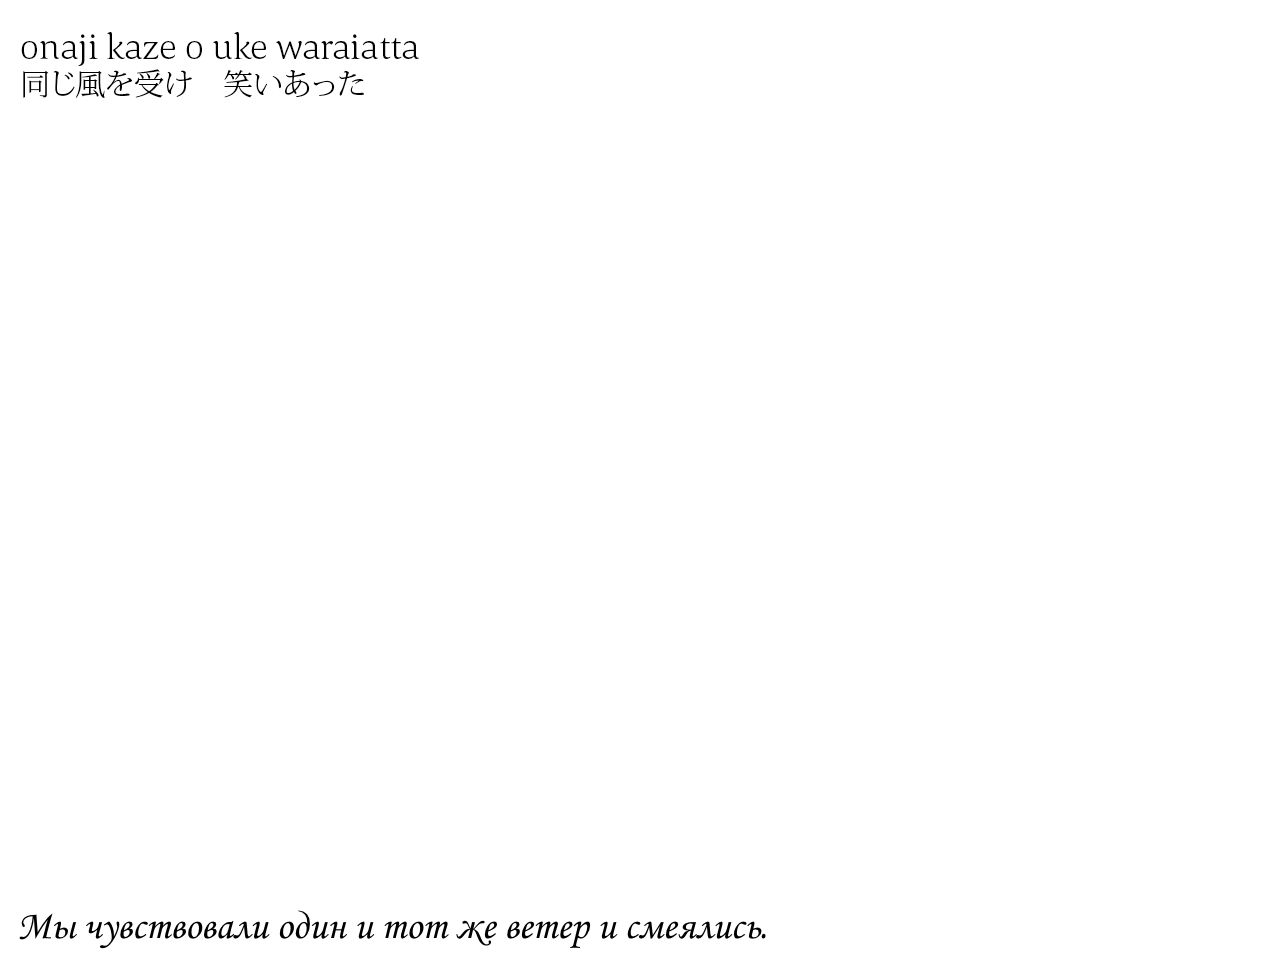 onaji kaze o uke waraiatta
同じ風を受け　笑いあった
Мы чувствовали один и тот же ветер и смеялись.